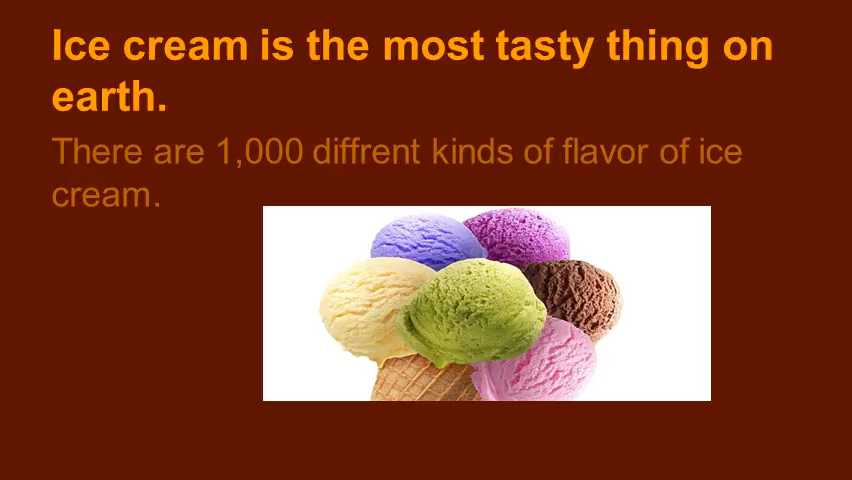 Ice cream is the most tasty thing on
earth.
There are 1,000 diffrent kinds of flavor of ice
cream.